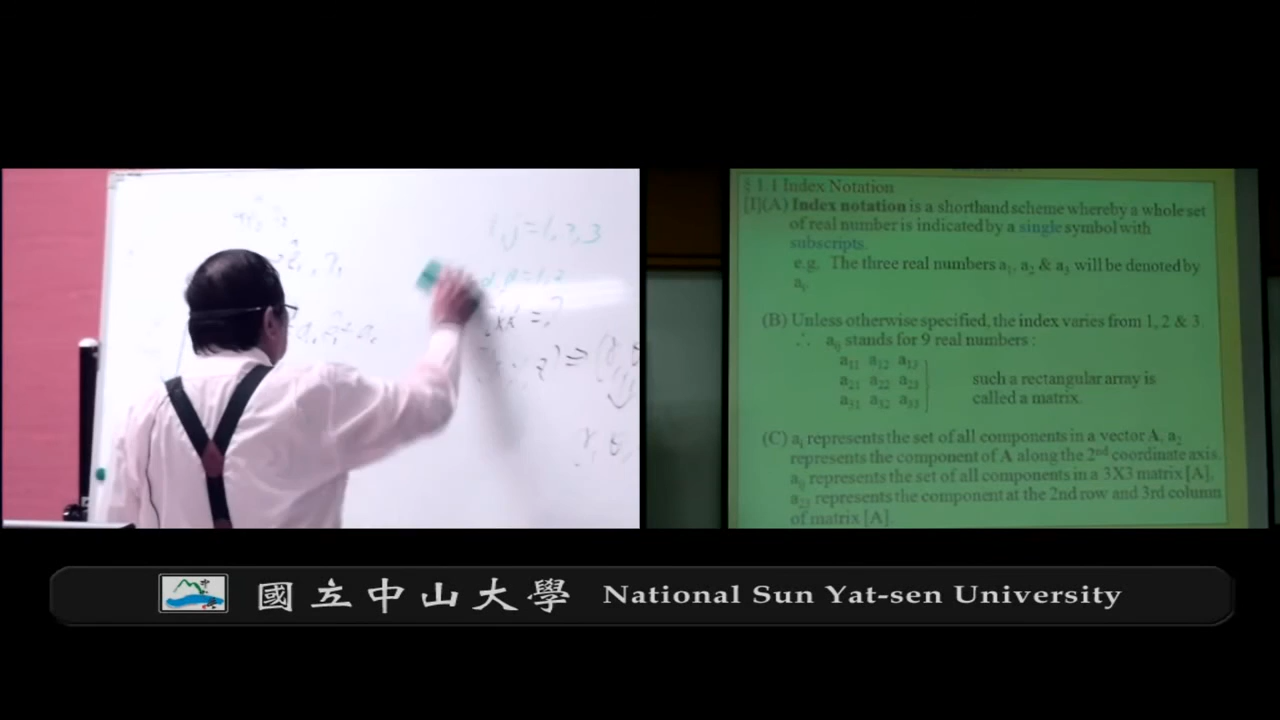 i,j=1,2,3
α,β=1,2
=?
§ 1.1 Index Notation
[I](A) Index notation is a shorthand scheme whereby a whole set
of real number is indicated by a single symbol with
subscripts.
e.g. The three real numbers a₁, a₂ & a₃ will be denoted by
aᵢ.
(B) Unless otherwise specified, the index varies from 1, 2 & 3.
∴ aᵢⱼ stands for 9 real numbers :
a₁₁ a₁₂ a₁₃
a₂₁ a₂₂ a₂₃ such a rectangular array is
a₃₁ a₃₂ a₃₃ called a matrix.
(C) aᵢ represents the set of all components in a vector A, a₂
represents the component of A along the 2nd coordinate axis.
aᵢⱼ represents the set of all components in a 3X3 matrix [A],
a₂₃ represents the component at the 2nd row and 3rd column
of matrix [A].
國立中山大學 National Sun Yat-sen University